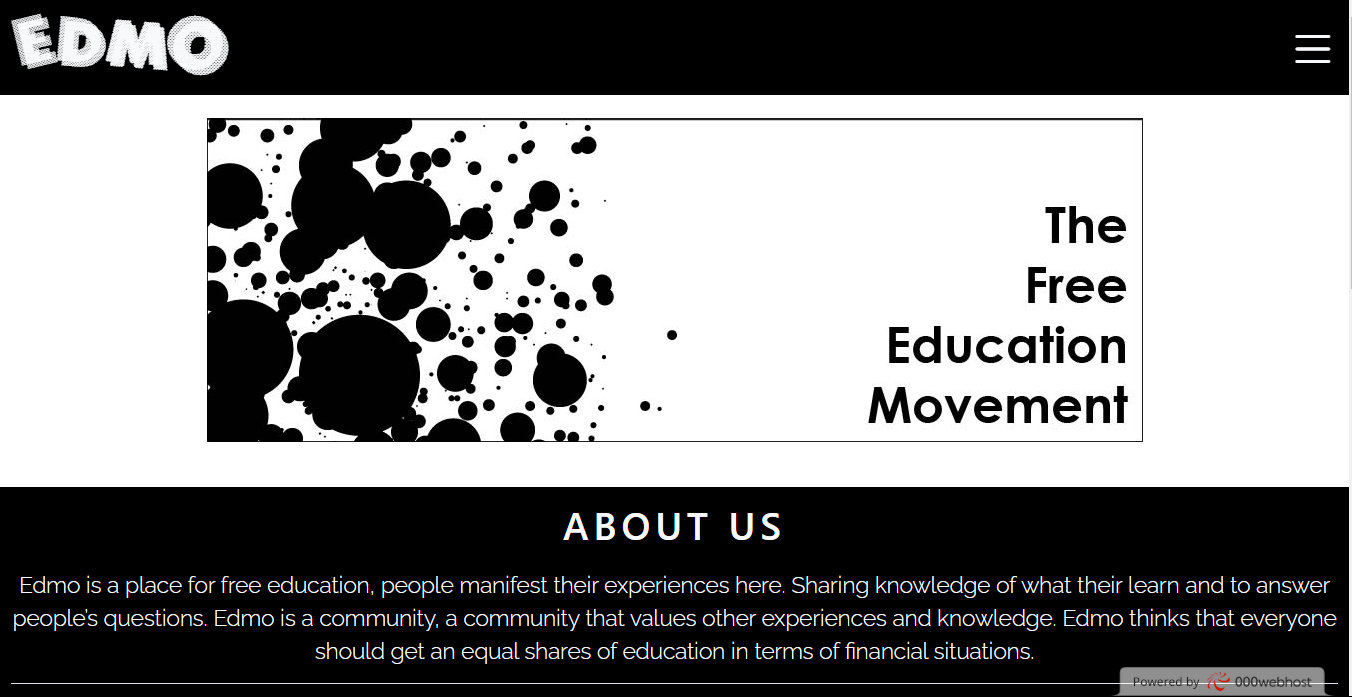 EDMO
The
Free
Education
Movement
ABOUT US
Edmo is a place for free education, people manifest their experiences here. Sharing knowledge of what their learn and to answer
people’s questions. Edmo is a community, a community that values other experiences and knowledge. Edmo thinks that everyone
should get an equal shares of education in terms of financial situations.
Powered by 000webhost